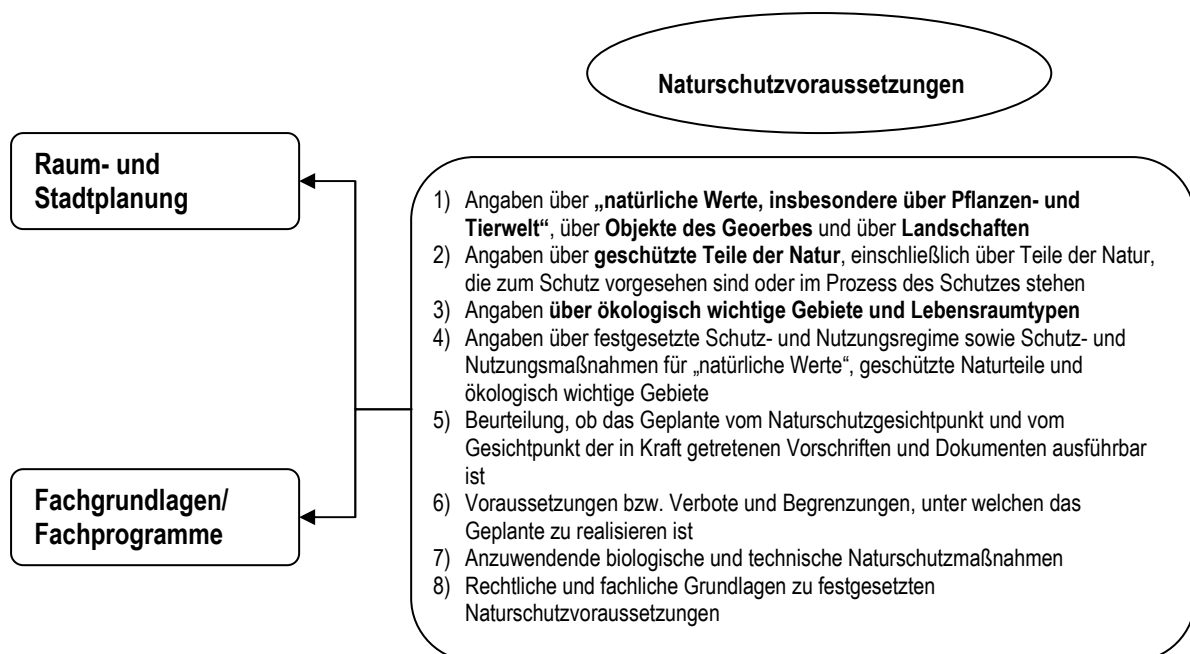 Naturschutzvoraussetzungen
Raum- und
Stadtplanung
Fachgrundlagen/
Fachprogramme
1) Angaben über „natürliche Werte, insbesondere über Pflanzen- und
Tierwelt“, über Objekte des Geoerbes und über Landschaften
2) Angaben über geschützte Teile der Natur, einschließlich über Teile der Natur,
die zum Schutz vorgesehen sind oder im Prozess des Schutzes stehen
3) Angaben über ökologisch wichtige Gebiete und Lebensraumtypen
4) Angaben über festgesetzte Schutz- und Nutzungsregime sowie Schutz- und
Nutzungsmaßnahmen für „natürliche Werte“, geschützte Naturteile und
ökologisch wichtige Gebiete
5) Beurteilung, ob das Geplante vom Naturschutzgesichtpunkt und vom
Gesichtpunkt der in Kraft getretenen Vorschriften und Dokumenten ausführbar
ist
6) Voraussetzungen bzw. Verbote und Begrenzungen, unter welchen das
Geplante zu realisieren ist
7) Anzuwendende biologische und technische Naturschutzmaßnahmen
8) Rechtliche und fachliche Grundlagen zu festgesetzten
Naturschutzvoraussetzungen